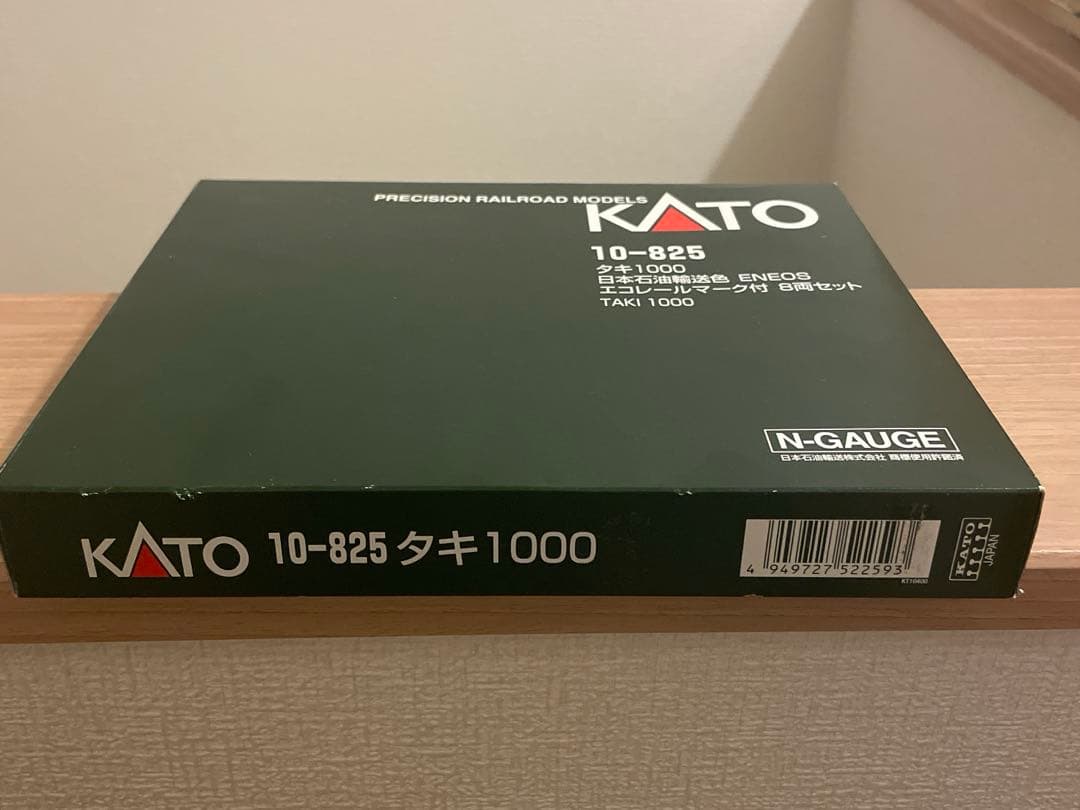 PRECISION RAILROAD MODELS
KATO
10-825
タキ1000
日本石油輸送色 ENEOS
エコレールマーク付 8両セット
TAKI 1000
N-GAUGE
日本石油輸送株式会社 商標使用許諾済
KATO 10-825 タキ1000
4 949727 522593
KT10400
KATO
JAPAN